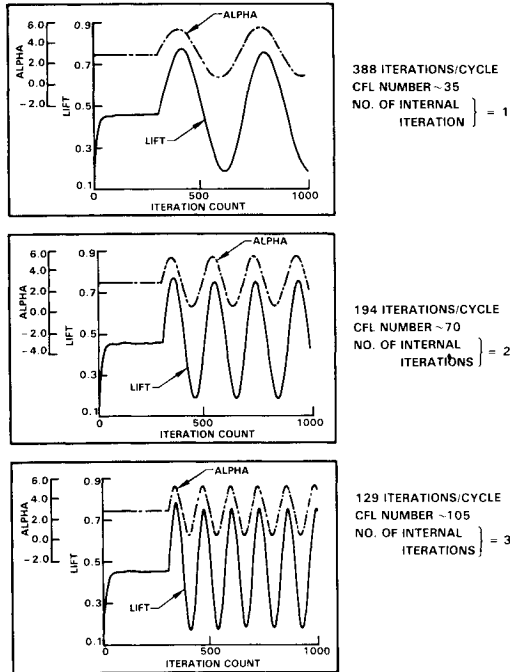 ALPHA
6.0
4.0
2.0
0.0
-2.0
ALPHA
0.9
0.7
0.5
0.3
0.1
LIFT
LIFT
0
500
1000
ITERATION COUNT
388 ITERATIONS/CYCLE
CFL NUMBER ~35
NO. OF INTERNAL
ITERATION } = 1
ALPHA
6.0
4.0
2.0
0.0
-2.0
-4.0
ALPHA
0.9
0.7
0.5
0.3
0.1
LIFT
LIFT
0
500
1000
ITERATION COUNT
194 ITERATIONS/CYCLE
CFL NUMBER ~70
NO. OF INTERNAL
ITERATIONS } = 2
ALPHA
6.0
4.0
2.0
0.0
-2.0
ALPHA
0.9
0.7
0.5
0.3
0.1
LIFT
LIFT
0
500
1000
ITERATION COUNT
129 ITERATIONS/CYCLE
CFL NUMBER ~105
NO. OF INTERNAL
ITERATIONS } = 3